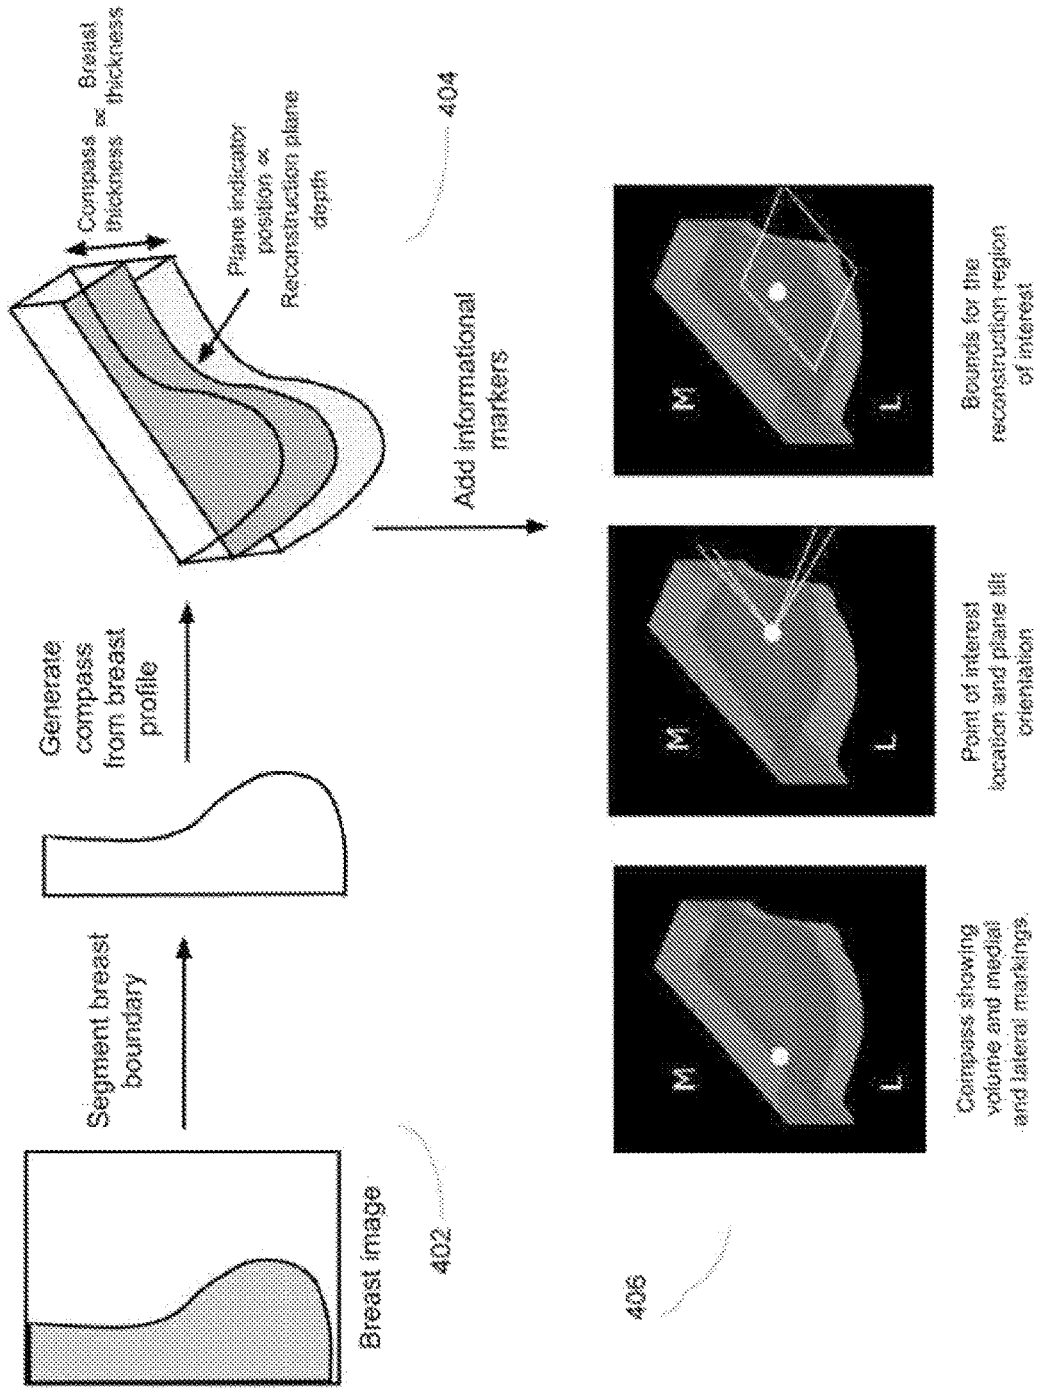 Breast image
402
Segment breast
boundary
Generate
compass
from breast
profile
Compass ∝ Breast
thickness thickness
Plane indicator
position ∝
Reconstruction plane
depth
404
Add informational
markers
406
M
L
Compass showing
volume and medial
and lateral markings.
M
L
Point of interest
location and plane tilt
orientation
M
L
Bounds for the
reconstruction region
of interest